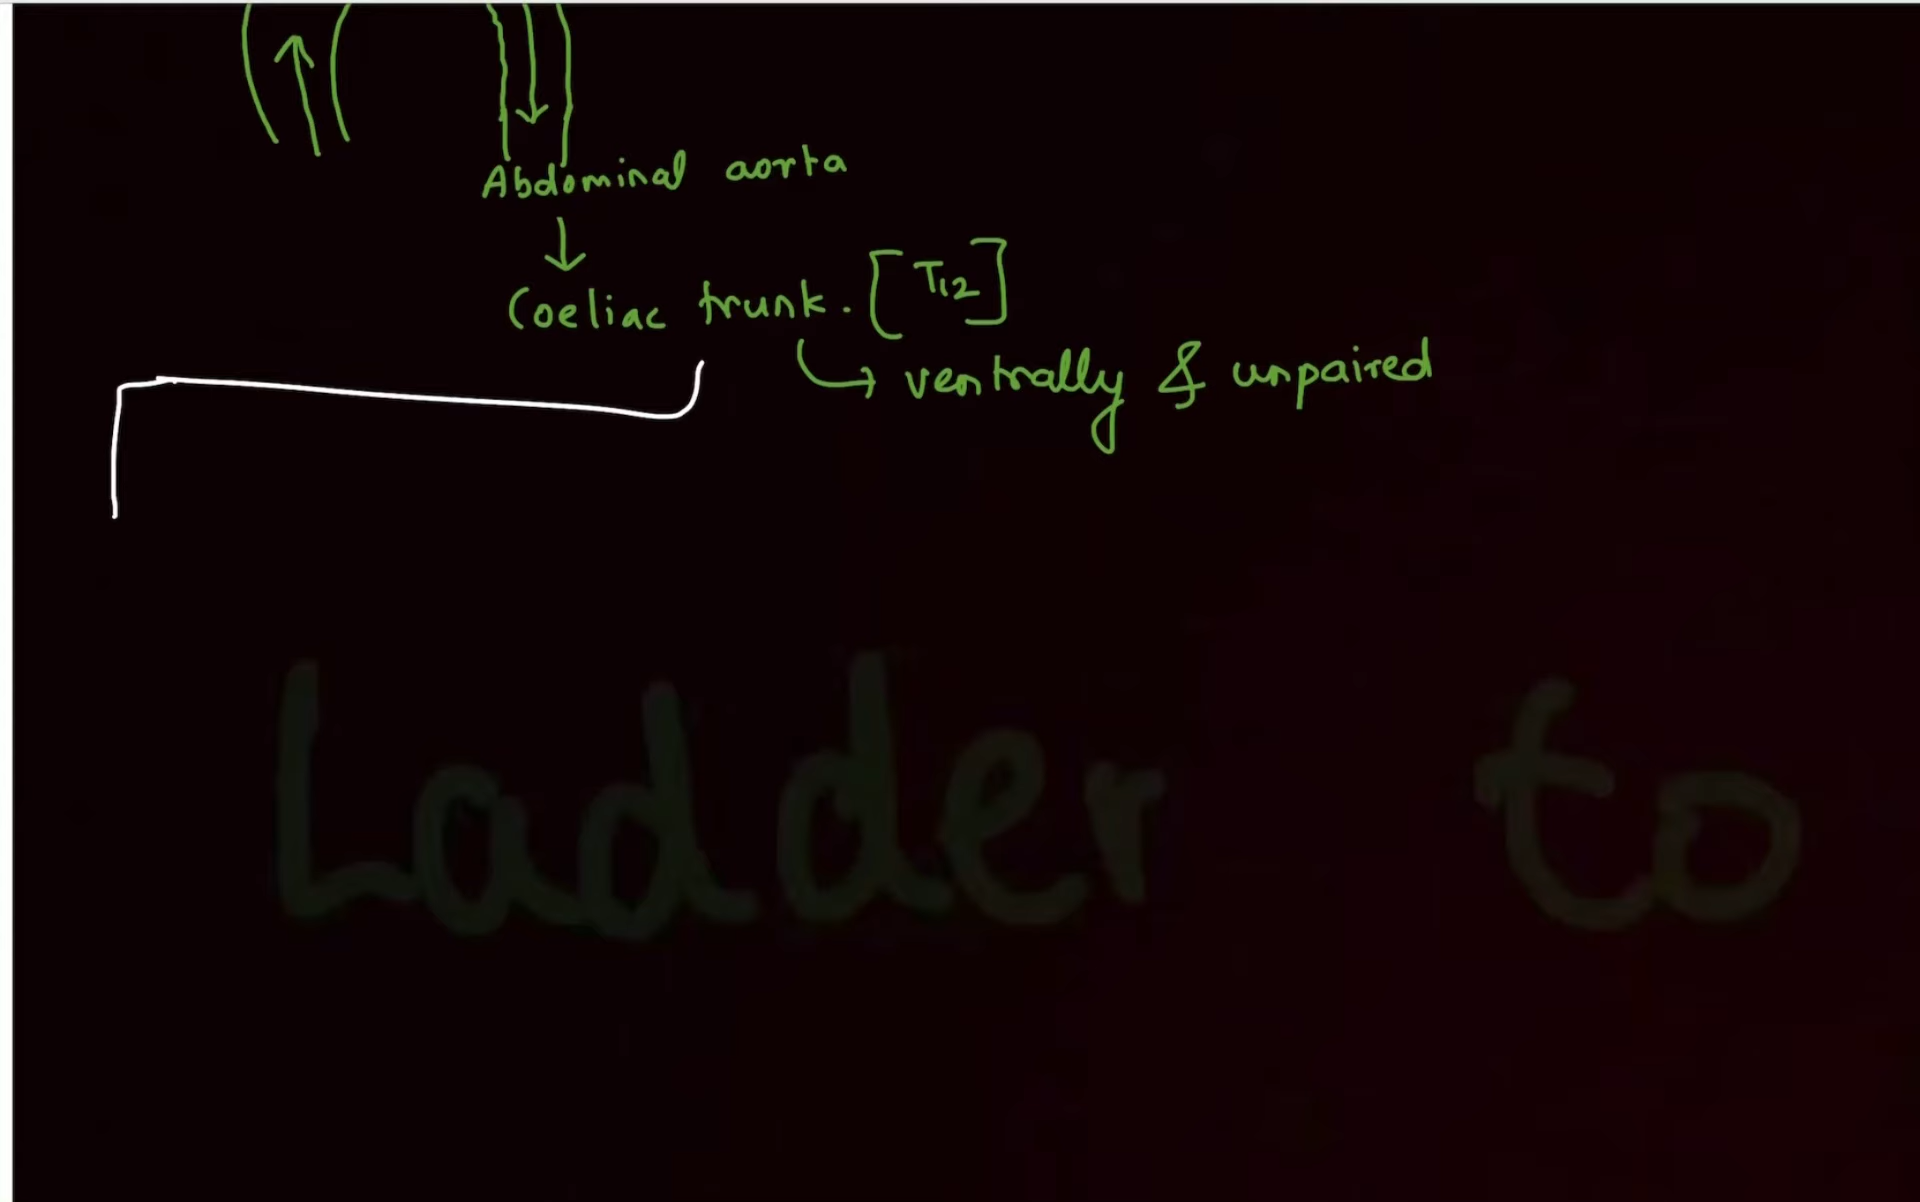 Abdominal aorta
↓
Coeliac trunk. [T12]
↳ ventrally & unpaired
Ladder to